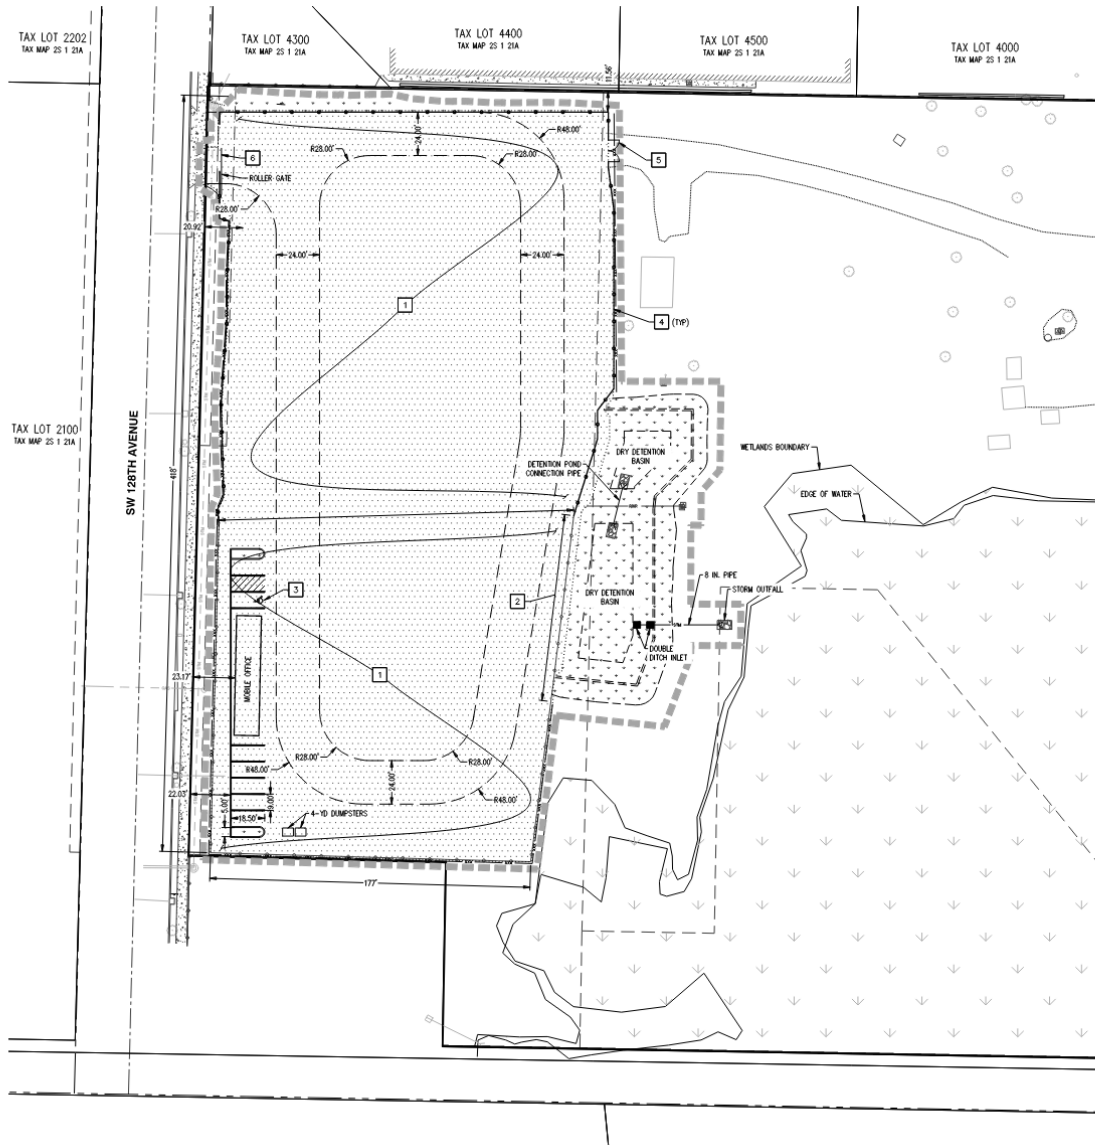 TAX LOT 2202
TAX MAP 2S 1 21A
TAX LOT 4300
TAX MAP 2S 1 21A
TAX LOT 4400
TAX MAP 2S 1 21A
TAX LOT 4500
TAX MAP 2S 1 21A
TAX LOT 4000
TAX MAP 2S 1 21A
11.56'
R48.00'
24.00'
R28.00'
R28.00'
6
5
ROLLER GATE
R28.00'
20.92'
24.00'
24.00'
1
4 (TYP)
TAX LOT 2100
TAX MAP 2S 1 21A
SW 128TH AVENUE
418'
DRY DETENTION
BASIN
DETENTION POND
CONNECTION PIPE
WETLANDS BOUNDARY
EDGE OF WATER
8 IN. PIPE
STORM OUTFALL
3
2
DRY DETENTION
BASIN
DOUBLE
DITCH INLET
MOBILE OFFICE
23.17'
1
R48.00'
R28.00'
R28.00'
24.00'
R48.00'
22.03'
5.00'
18.50'
9.00'
4-YD DUMPSTERS
177'